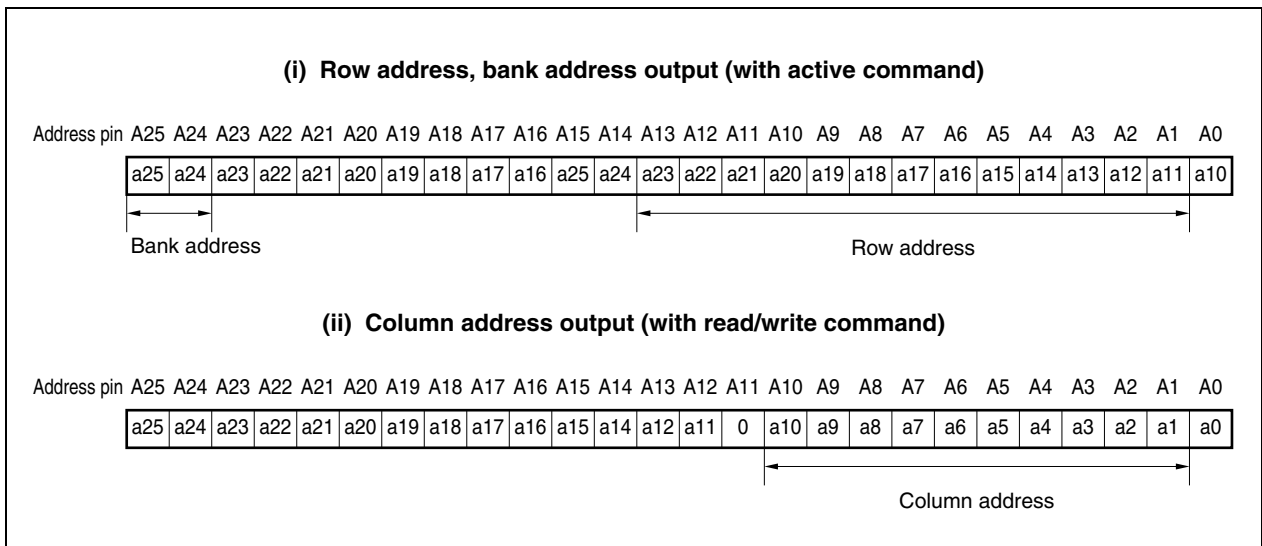 (i) Row address, bank address output (with active command)
Address pin A25 A24 A23 A22 A21 A20 A19 A18 A17 A16 A15 A14 A13 A12 A11 A10 A9 A8 A7 A6 A5 A4 A3 A2 A1 A0
a25 a24 a23 a22 a21 a20 a19 a18 a17 a16 a25 a24 a23 a22 a21 a20 a19 a18 a17 a16 a15 a14 a13 a12 a11 a10
Bank address Row address
(ii) Column address output (with read/write command)
Address pin A25 A24 A23 A22 A21 A20 A19 A18 A17 A16 A15 A14 A13 A12 A11 A10 A9 A8 A7 A6 A5 A4 A3 A2 A1 A0
a25 a24 a23 a22 a21 a20 a19 a18 a17 a16 a15 a14 a12 a11 0 a10 a9 a8 a7 a6 a5 a4 a3 a2 a1 a0
Column address